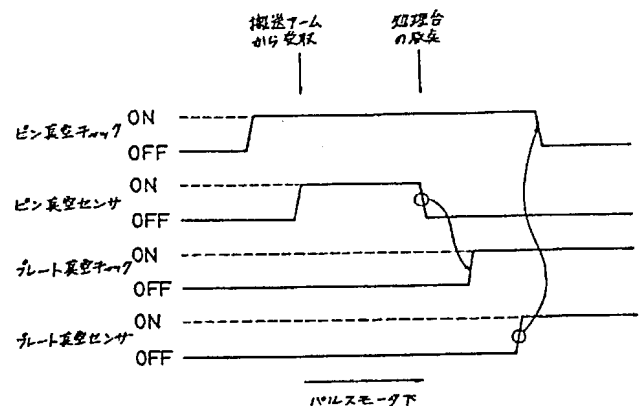 搬送アーム
から受取
処理台
の放氣
ピン真空チャック
ON
OFF
ピン真空センサ
ON
OFF
プレート真空チャック
ON
OFF
プレート真空センサ
ON
OFF
パルスモータ下